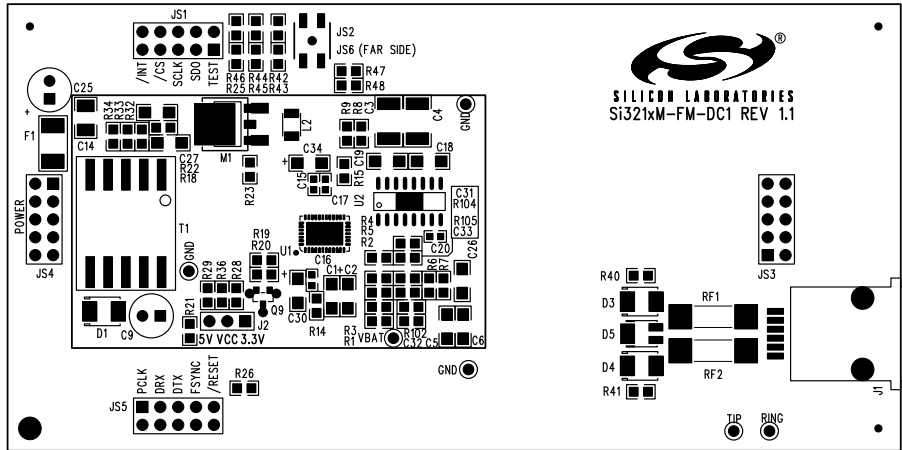 JS1
/INT
/CS
SCLK
SDO
TEST
R46
R25
R44
R45
R42
R43
JS2
JS6 (FAR SIDE)
R47
R48
®
SILICON LABORATORIES
Si321xM-FM-DC1 REV 1.1
C25
+
F1
C14
R34
R33
R32
C27
R22
R18
M1
L2
R23
+
C34
C15
C17
R9
R8
C3
C4
GND
C19
R15
C18
U2
C31
R104
R105
C33
C20
C26
POWER
JS4
T1
GND
U1
C16
R4
R5
R2
R19
R20
R29
R36
R28
R21
D1
C9
+
Q9
J2
5V VCC 3.3V
+
C30
C1+C2
R14
R3
R1
VBAT
R102
C32
R6
R7
C5
C6
GND
JS5
PCLK
DRX
DTX
FSYNC
/RESET
R26
JS3
R40
D3
D5
D4
R41
RF1
RF2
J1
TIP
RING